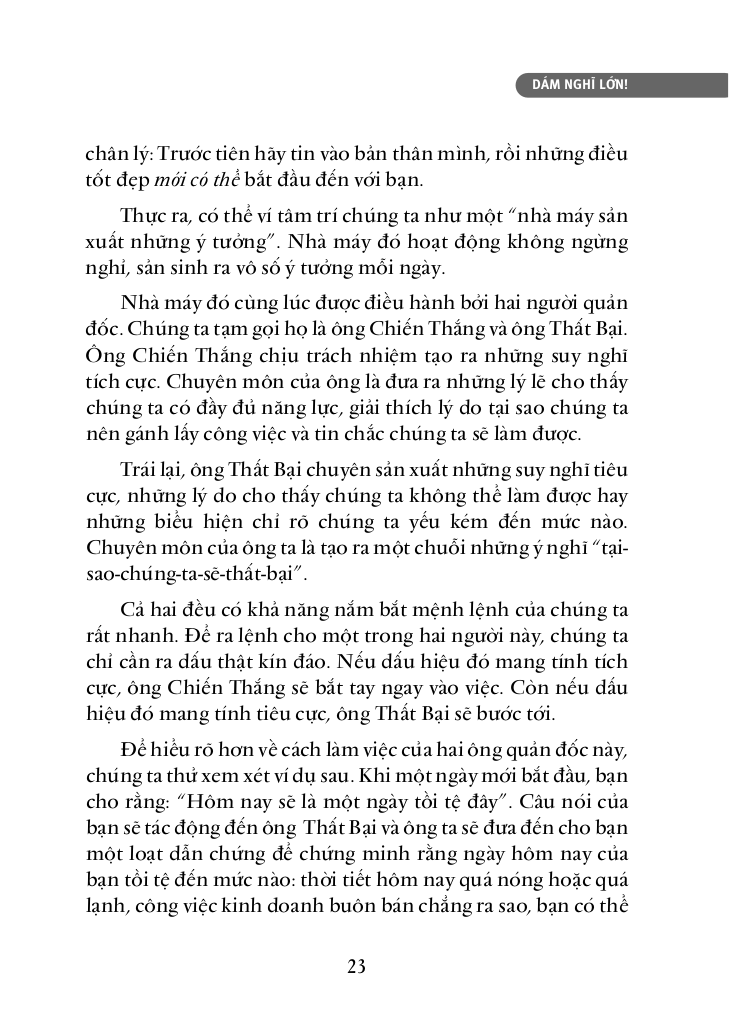 DÁM NGHĨ LỚN!
chân lý: Trước tiên hãy tin vào bản thân mình, rồi những điều
tốt đẹp mới có thể bắt đầu đến với bạn.
Thực ra, có thể ví tâm trí chúng ta như một “nhà máy sản
xuất những ý tưởng”. Nhà máy đó hoạt động không ngừng
nghỉ, sản sinh ra vô số ý tưởng mỗi ngày.
Nhà máy đó cùng lúc được điều hành bởi hai người quản
đốc. Chúng ta tạm gọi họ là ông Chiến Thắng và ông Thất Bại.
Ông Chiến Thắng chịu trách nhiệm tạo ra những suy nghĩ
tích cực. Chuyên môn của ông là đưa ra những lý lẽ cho thấy
chúng ta có đầy đủ năng lực, giải thích lý do tại sao chúng ta
nên gánh lấy công việc và tin chắc chúng ta sẽ làm được.
Trái lại, ông Thất Bại chuyên sản xuất những suy nghĩ tiêu
cực, những lý do cho thấy chúng ta không thể làm được hay
những biểu hiện chỉ rõ chúng ta yếu kém đến mức nào.
Chuyên môn của ông ta là tạo ra một chuỗi những ý nghĩ “tại-
sao-chúng-ta-sẽ-thất-bại”.
Cả hai đều có khả năng nắm bắt mệnh lệnh của chúng ta
rất nhanh. Để ra lệnh cho một trong hai người này, chúng ta
chỉ cần ra dấu thật kín đáo. Nếu dấu hiệu đó mang tính tích
cực, ông Chiến Thắng sẽ bắt tay ngay vào việc. Còn nếu dấu
hiệu đó mang tính tiêu cực, ông Thất Bại sẽ bước tới.
Để hiểu rõ hơn về cách làm việc của hai ông quản đốc này,
chúng ta thử xem xét ví dụ sau. Khi một ngày mới bắt đầu, bạn
cho rằng: “Hôm nay sẽ là một ngày tồi tệ đây”. Câu nói của
bạn sẽ tác động đến ông Thất Bại và ông ta sẽ đưa đến cho bạn
một loạt dẫn chứng để chứng minh rằng ngày hôm nay của
bạn tồi tệ đến mức nào: thời tiết hôm nay quá nóng hoặc quá
lạnh, công việc kinh doanh buôn bán chẳng ra sao, bạn có thể
23